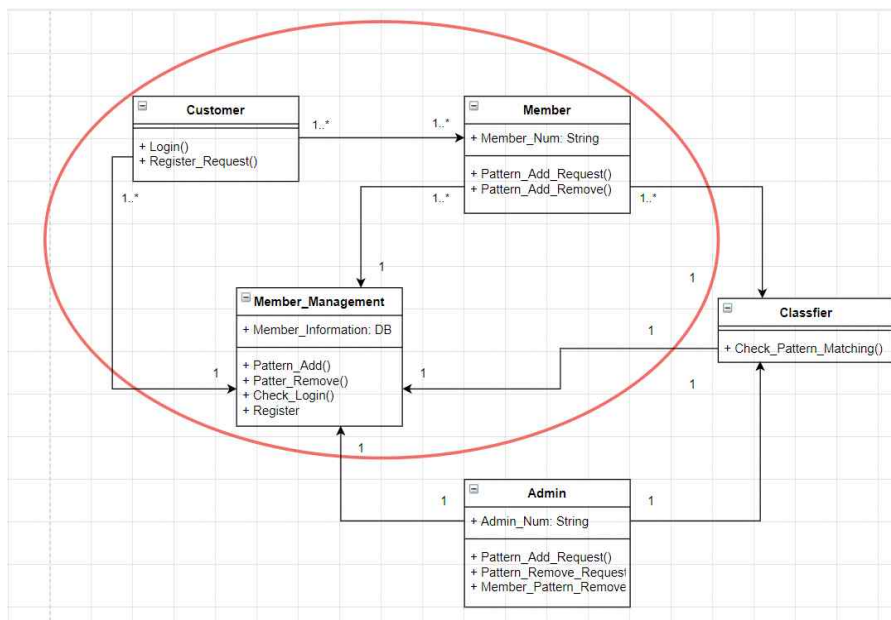 Customer
+ Login()
+ Register_Request()
1..*
1..*
1..*
Member
+ Member_Num: String
+ Pattern_Add_Request()
+ Pattern_Add_Remove()
1..*
1..*
1
1
Member_Management
+ Member_Information: DB
+ Pattern_Add()
+ Patter_Remove()
+ Check_Login()
+ Register
1
1
1
1
Classfier
+ Check_Pattern_Matching()
1
1
1
Admin
+ Admin_Num: String
+ Pattern_Add_Request()
+ Pattern_Remove_Request
+ Member_Pattern_Remove